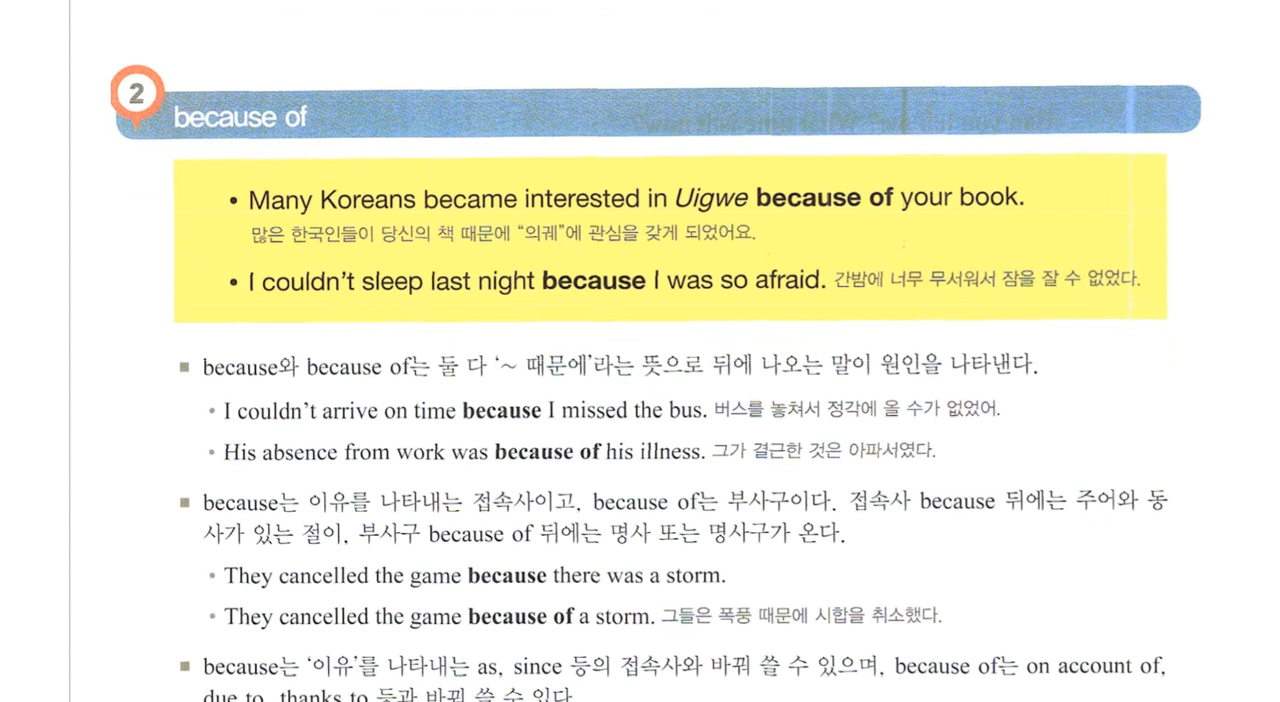 2
because of
• Many Koreans became interested in Uigwe because of your book.
많은 한국인들이 당신의 책 때문에 “의궤”에 관심을 갖게 되었어요.
• I couldn’t sleep last night because I was so afraid. 간밤에 너무 무서워서 잠을 잘 수 없었다.
■ because와 because of는 둘 다 ‘~ 때문에’라는 뜻으로 뒤에 나오는 말이 원인을 나타낸다.
• I couldn’t arrive on time because I missed the bus. 버스를 놓쳐서 정각에 올 수가 없었어.
• His absence from work was because of his illness. 그가 결근한 것은 아파서였다.
■ because는 이유를 나타내는 접속사이고, because of는 부사구이다. 접속사 because 뒤에는 주어와 동
사가 있는 절이, 부사구 because of 뒤에는 명사 또는 명사구가 온다.
• They cancelled the game because there was a storm.
• They cancelled the game because of a storm. 그들은 폭풍 때문에 시합을 취소했다.
■ because는 ‘이유’를 나타내는 as, since 등의 접속사와 바꿔 쓸 수 있으며, because of는 on account of,
due to, thanks to 등과 바꿔 쓸 수 있다